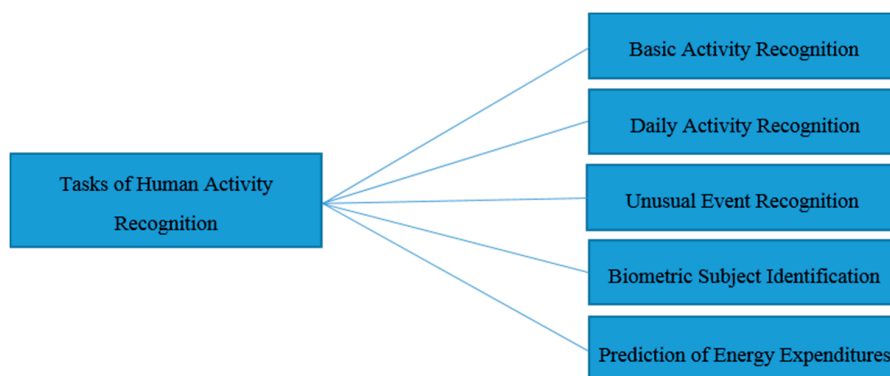 Tasks of Human Activity
Recognition
Basic Activity Recognition
Daily Activity Recognition
Unusual Event Recognition
Biometric Subject Identification
Prediction of Energy Expenditures